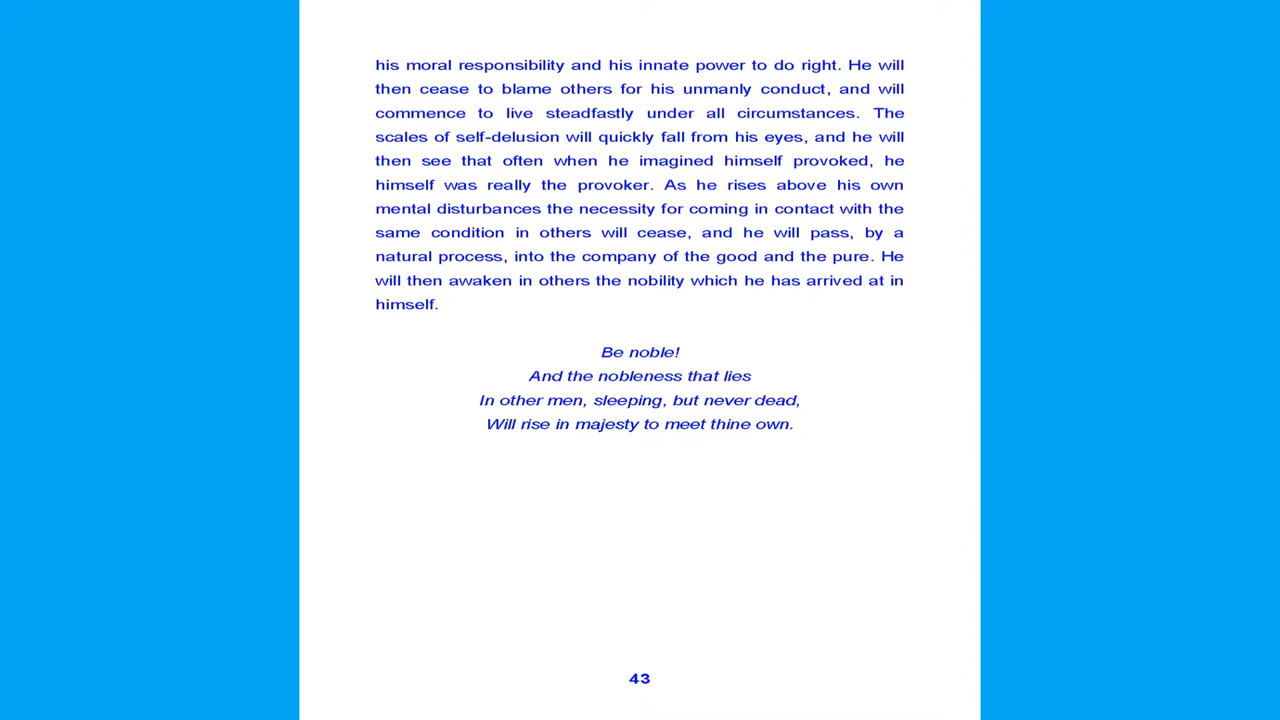 his moral responsibility and his innate power to do right. He will
then cease to blame others for his unmanly conduct, and will
commence to live steadfastly under all circumstances. The
scales of self-delusion will quickly fall from his eyes, and he will
then see that often when he imagined himself provoked, he
himself was really the provoker. As he rises above his own
mental disturbances the necessity for coming in contact with the
same condition in others will cease, and he will pass, by a
natural process, into the company of the good and the pure. He
will then awaken in others the nobility which he has arrived at in
himself.
Be noble!
And the nobleness that lies
In other men, sleeping, but never dead,
Will rise in majesty to meet thine own.
43